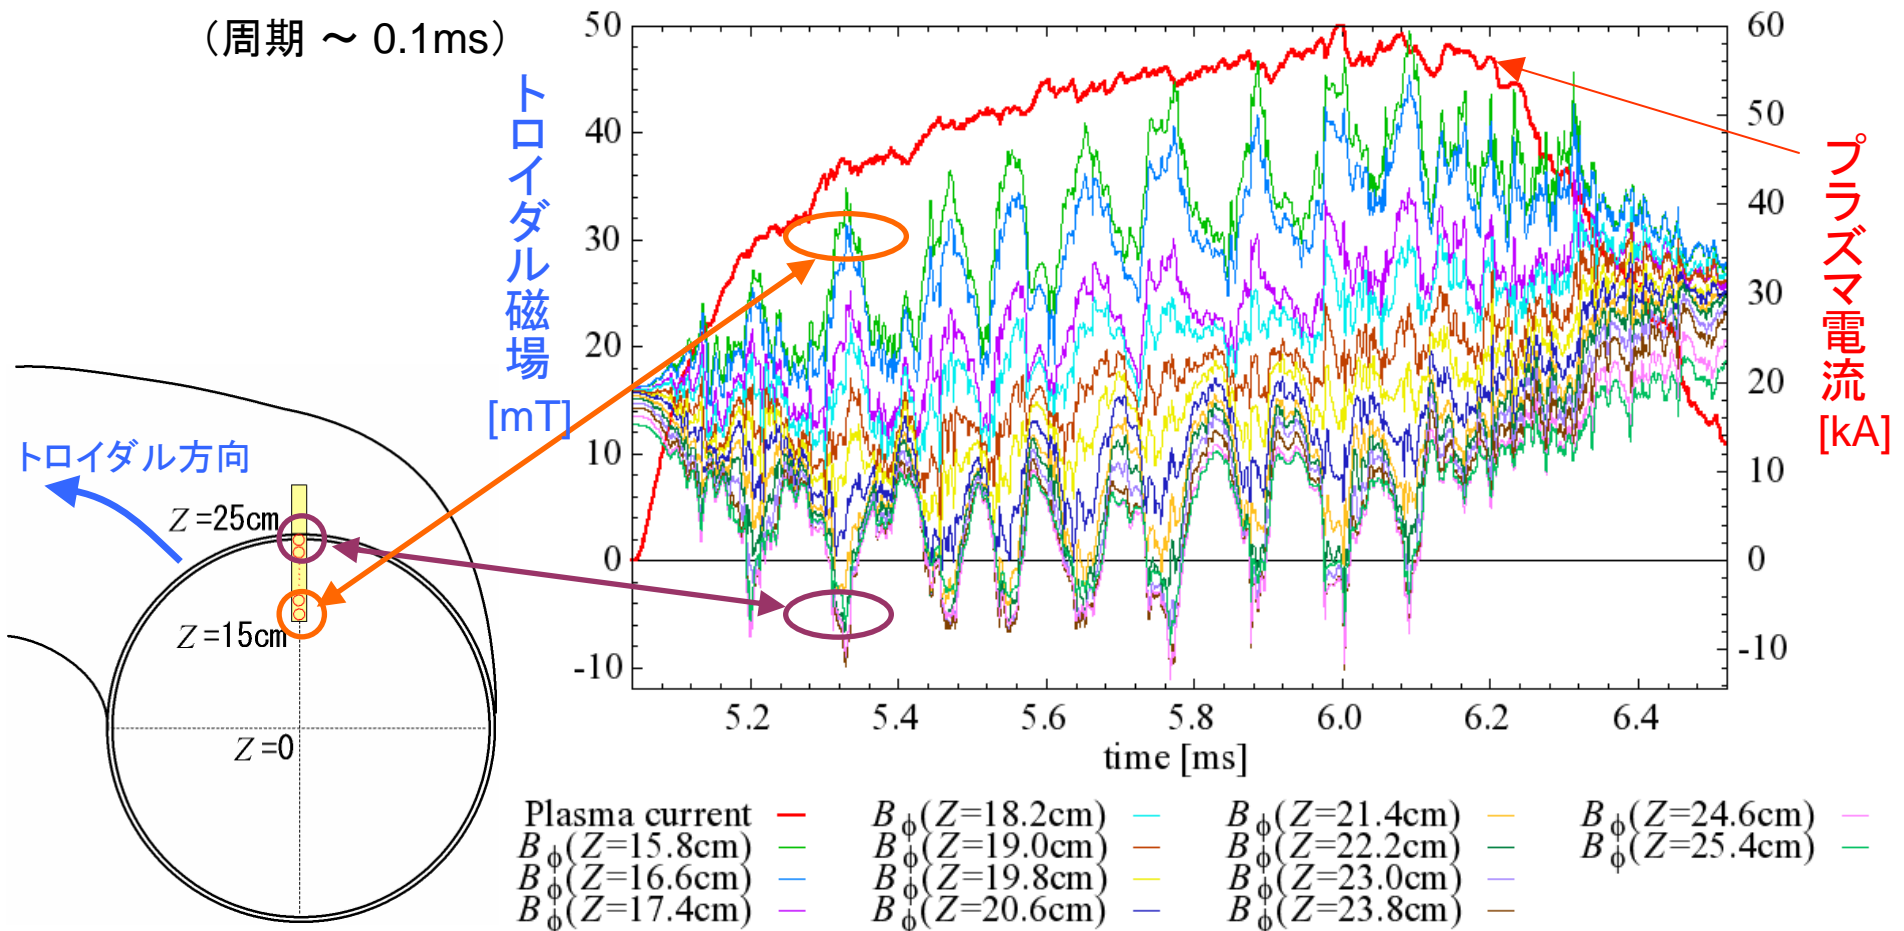 （周期 ～ 0.1ms）
トロイダル磁場
[mT]
50
40
30
20
10
0
-10
60
50
40
30
20
10
0
-10
プラズマ電流
[kA]
5.2 5.4 5.6 5.8 6.0 6.2 6.4
time [ms]
トロイダル方向
Z=25cm
Z=15cm
Z=0
Plasma current
Bϕ(Z=15.8cm)
Bϕ(Z=16.6cm)
Bϕ(Z=17.4cm)
Bϕ(Z=18.2cm)
Bϕ(Z=19.0cm)
Bϕ(Z=19.8cm)
Bϕ(Z=20.6cm)
Bϕ(Z=21.4cm)
Bϕ(Z=22.2cm)
Bϕ(Z=23.0cm)
Bϕ(Z=23.8cm)
Bϕ(Z=24.6cm)
Bϕ(Z=25.4cm)